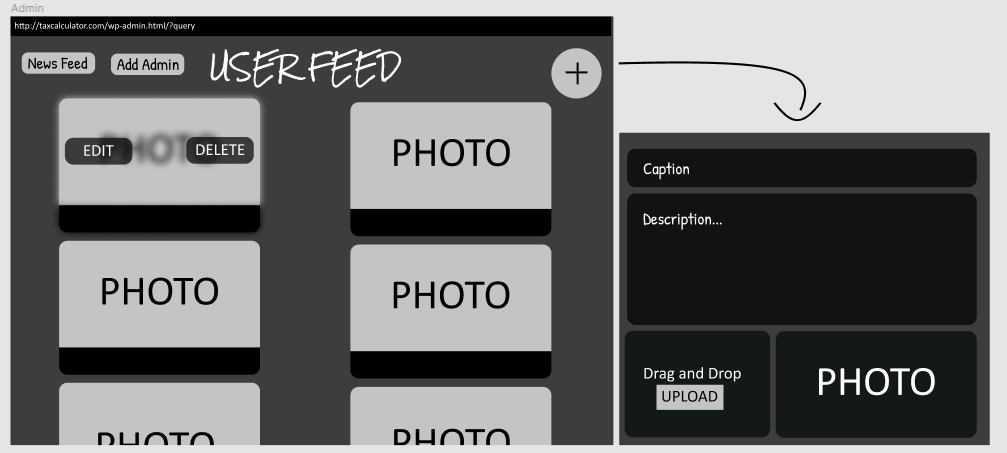 Admin
http://taxcalculator.com/wp-admin.html/?query
News Feed
Add Admin
USER FEED
+
PHOTO
EDIT
DELETE
PHOTO
PHOTO
PHOTO
PHOTO
PHOTO
Caption
Description...
Drag and Drop
UPLOAD
PHOTO